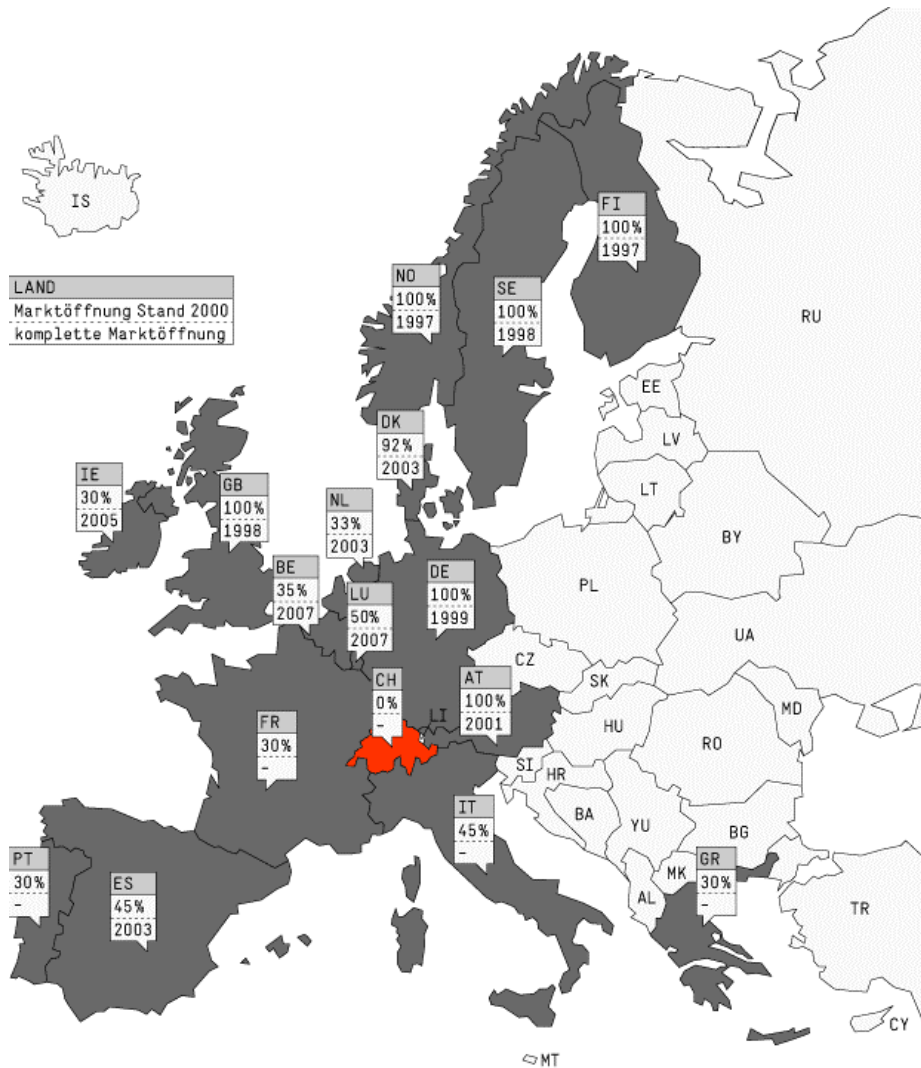 IS
FI
100%
1997
NO
100%
1997
SE
100%
1998
LAND
Marktöffnung Stand 2000
komplette Marktöffnung
RU
EE
LV
LT
BY
DK
92%
2003
IE
30%
2005
GB
100%
1998
NL
33%
2003
BE
35%
2007
LU
50%
2007
DE
100%
1999
PL
UA
CZ
SK
CH
0%
-
LI
AT
100%
2001
HU
MD
RO
FR
30%
-
SI
HR
BA
YU
BG
IT
45%
-
MK
AL
GR
30%
-
TR
PT
30%
-
ES
45%
2003
CY
MT